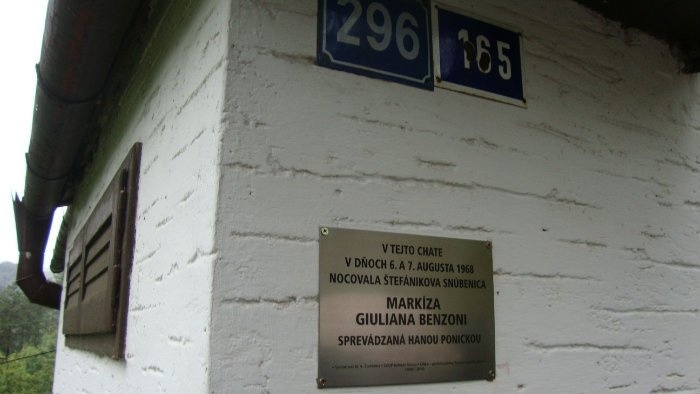 296
165
V TEJTO CHATE
V DŇOCH 6. A 7. AUGUSTA 1968
NOCOVALA ŠTEFÁNIKOVA SNÚBENICA
MARKÍZA
GIULIANA BENZONI
SPREVÁDZANÁ HANOU PONICKOU